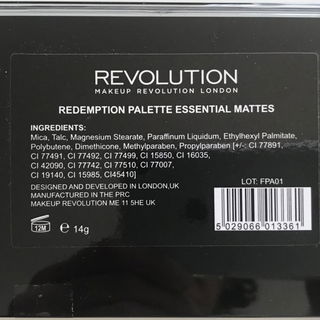 REVOLUTION
MAKEUP REVOLUTION LONDON
REDEMPTION PALETTE ESSENTIAL MATTES
INGREDIENTS:
Mica, Talc, Magnesium Stearate, Paraffinum Liquidum, Ethylhexyl Palmitate,
Polybutene, Dimethicone, Methylparaben, Propylparaben [+/-: CI 77891,
CI 77491, CI 77492, CI 77499, CI 15850, CI 16035,
CI 42090, CI 77742, CI 77510, CI 77007,
CI 19140, CI 15985, CI45410]
DESIGNED AND DEVELOPED IN LONDON,UK
MANUFACTURED IN THE PRC
MAKEUP REVOLUTION ME 11 5HE UK
LOT: FPA01
5 029066 013361
12M
14g